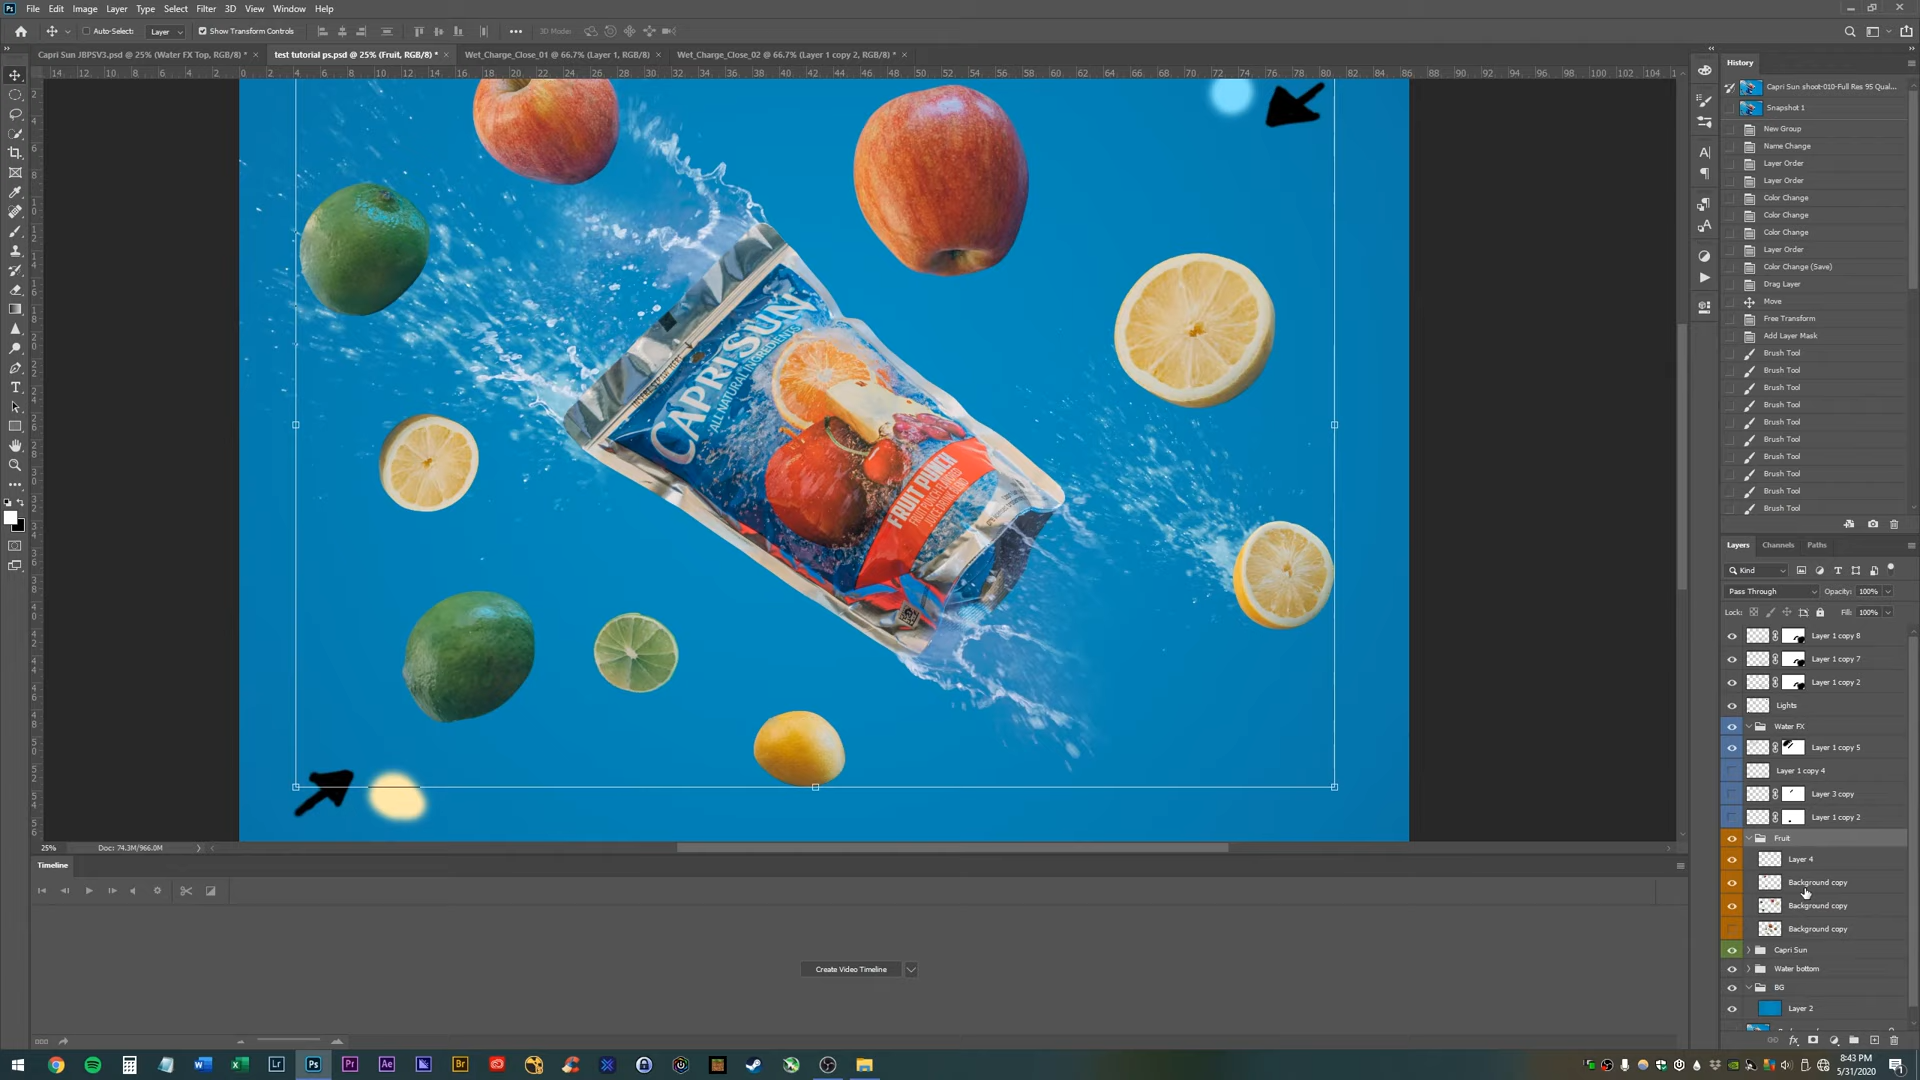 File Edit Image Layer Type Select Filter 3D View Window Help
Auto-Select: Layer Show Transform Controls 3D Mode:
Capri Sun JBPSV3.psd @ 25% (Water FX Top, RGB/8) * × test tutorial ps.psd @ 25% (Fruit, RGB/8) * × Wet_Charge_Close_01 @ 66.7% (Layer 1, RGB/8) × Wet_Charge_Close_02 @ 66.7% (Layer 1 copy 2, RGB/8) * ×
History
Capri Sun shoot-010-Full Res 95 Qual...
Snapshot 1
New Group
Name Change
Layer Order
Layer Order
Color Change
Color Change
Color Change
Layer Order
Color Change (Save)
Drag Layer
Move
Free Transform
Add Layer Mask
Brush Tool
Brush Tool
Brush Tool
Brush Tool
Brush Tool
Brush Tool
Brush Tool
Brush Tool
Brush Tool
Brush Tool
CAPRI SUN
ALL NATURAL INGREDIENTS
FRUIT PUNCH
FRUIT PUNCH FLAVORED
JUICE DRINK
Layers Channels Paths
Kind
Pass Through Opacity: 100%
Lock: Fill: 100%
Layer 1 copy 8
Layer 1 copy 7
Layer 1 copy 2
Lights
Water FX
Layer 1 copy 5
Layer 1 copy 4
Layer 3 copy
Layer 1 copy 2
Fruit
Layer 4
Background copy
Background copy
Background copy
Capri Sun
Water bottom
BG
Layer 2
25% Doc: 74.3M/966.0M
Timeline
Create Video Timeline
8:43 PM
5/31/2020